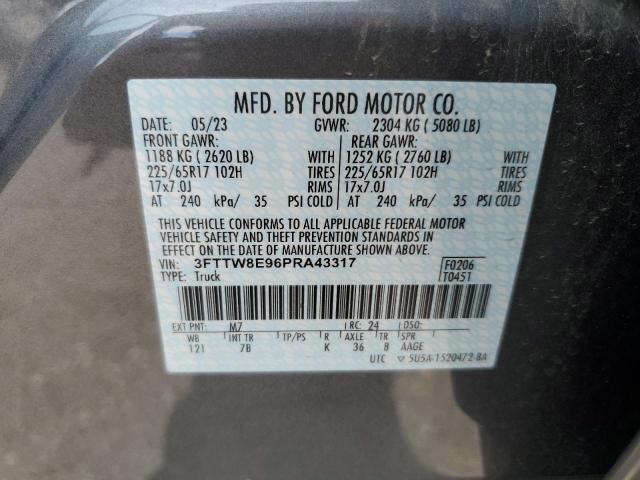 MFD. BY FORD MOTOR CO.
DATE: 05/23 GVWR: 2304 KG ( 5080 LB)
FRONT GAWR: REAR GAWR:
1188 KG ( 2620 LB) WITH 1252 KG ( 2760 LB) WITH
225/65R17 102H TIRES 225/65R17 102H TIRES
17x7.0J RIMS 17x7.0J RIMS
AT 240 kPa/ 35 PSI COLD AT 240 kPa/ 35 PSI COLD
THIS VEHICLE CONFORMS TO ALL APPLICABLE FEDERAL MOTOR
VEHICLE SAFETY AND THEFT PREVENTION STANDARDS IN
EFFECT ON THE DATE OF MANUFACTURE SHOWN ABOVE.
VIN: 3FTTW8E96PRA43317 F0206
TYPE: Truck T0451
EXT PNT: M7 RC: 24 DSO:
WB INT TR TP/PS R AXLE TR SPR
121 7B K 36 8 AAGE
UTC 5U5A-1520472-BA